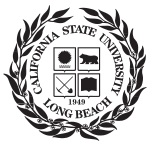 CALIFORNIA STATE UNIVERSITY
LONG BEACH
1949